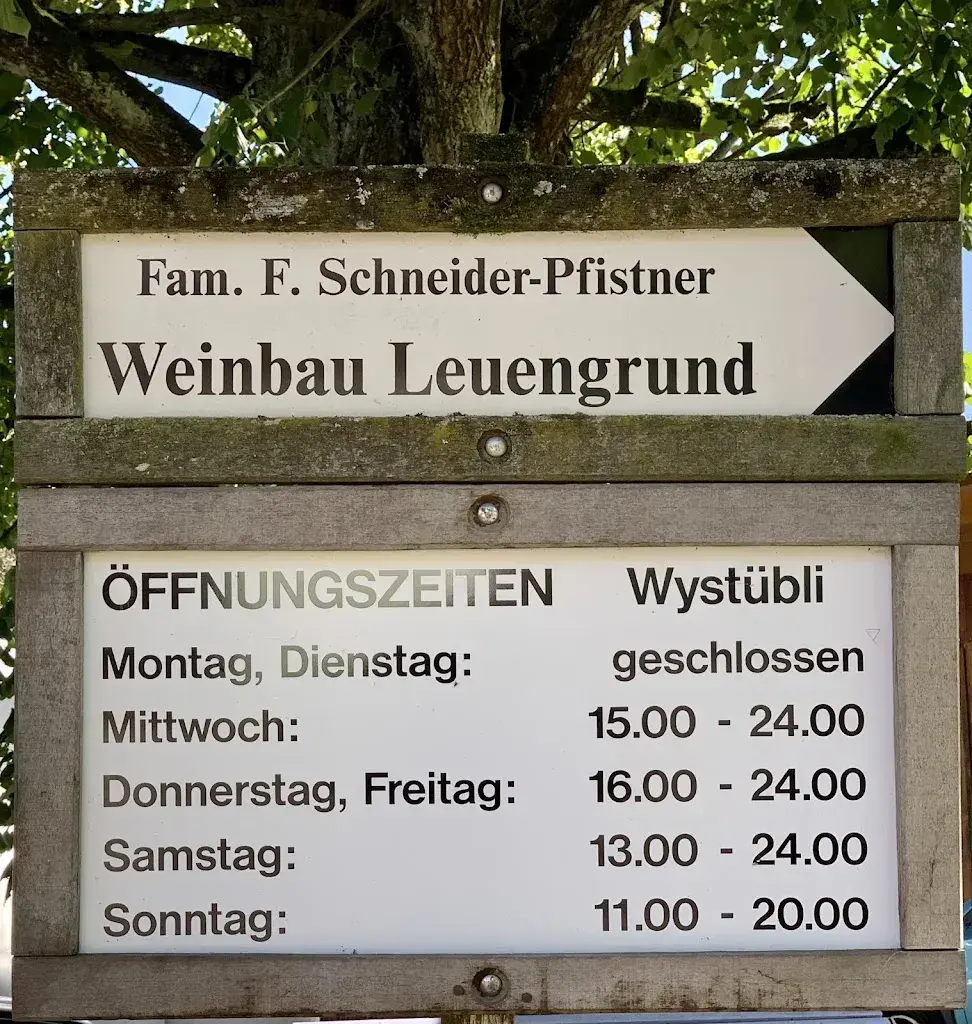 Fam. F. Schneider-Pfistner
Weinbau Leuengrund
ÖFFNUNGSZEITEN Wystübli
Montag, Dienstag: geschlossen
Mittwoch: 15.00 - 24.00
Donnerstag, Freitag: 16.00 - 24.00
Samstag: 13.00 - 24.00
Sonntag: 11.00 - 20.00